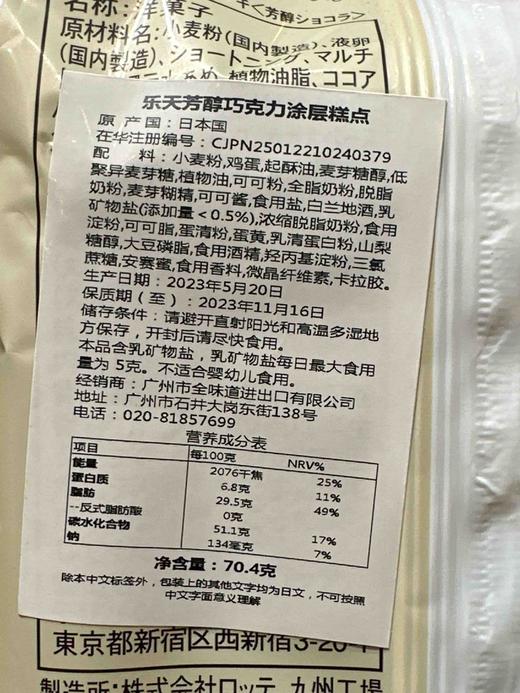 名称：洋菓子
子＜芳醇ショコラ＞
原材料名：小麦粉(国内製造)、液卵
(国内製造)、ショートニング、マルチ
水あめ、植物油脂、ココア
乐天芳醇巧克力涂层糕点
原 产 国：日本国
在华注册编号：CJPN25012210240379
配 料：小麦粉,鸡蛋,起酥油,麦芽糖醇,低
聚异麦芽糖,植物油,可可粉,全脂奶粉,脱脂
奶粉,麦芽糊精,可可酱,食用盐,白兰地酒,乳
矿物盐(添加量＜0.5%),浓缩脱脂奶粉,食用
淀粉,可可脂,蛋清粉,蛋黄,乳清蛋白粉,山梨
糖醇,大豆磷脂,食用酒精,羟丙基淀粉,三氯
蔗糖,安赛蜜,食用香料,微晶纤维素,卡拉胶。
生产日期：2023年5月20日
保质期（至）：2023年11月16日
储存条件：请避开直射阳光和高温多湿地
方保存，开封后请尽快食用。
本品含乳矿物盐，乳矿物盐每日最大食用
量为 5克。不适合婴幼儿食用。
经销商：广州市全味道进出口有限公司
地址：广州市石井大岗东街138号
电话：020-81857699
营养成分表
项目 每100克 NRV%
能量 2076千焦 25%
蛋白质 6.8克 11%
脂肪 29.5克 49%
--反式脂肪酸 0克
碳水化合物 51.1克 17%
钠 134毫克 7%
净含量：70.4克
除本中文标签外，包装上的其他文字均为日文，不可按照
中文字面意义理解
東京都新宿区西新宿3-20-1
製造所：株式会社ロッテ 九州工場